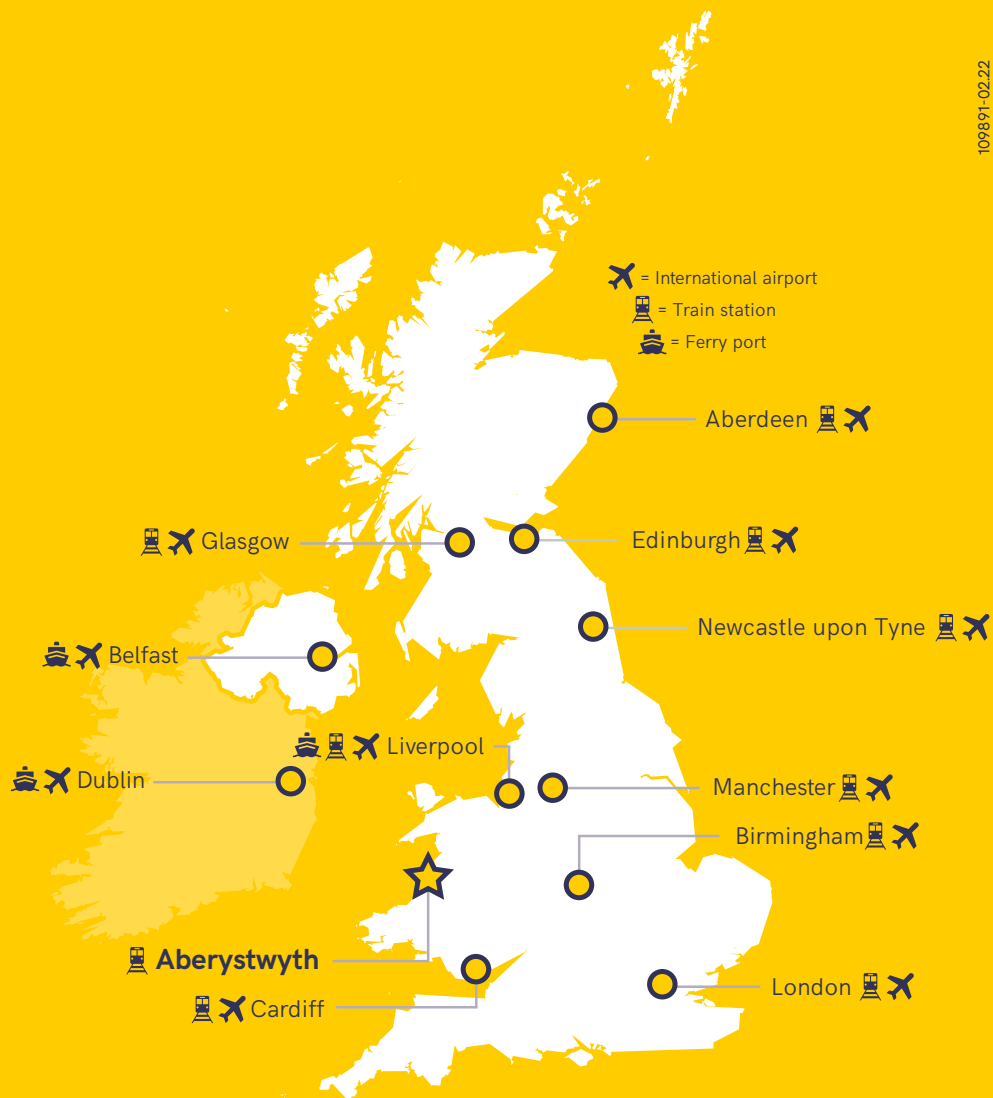 109891-02.22
= International airport
= Train station
= Ferry port
Aberdeen
Glasgow
Edinburgh
Newcastle upon Tyne
Belfast
Liverpool
Dublin
Manchester
Birmingham
Aberystwyth
London
Cardiff